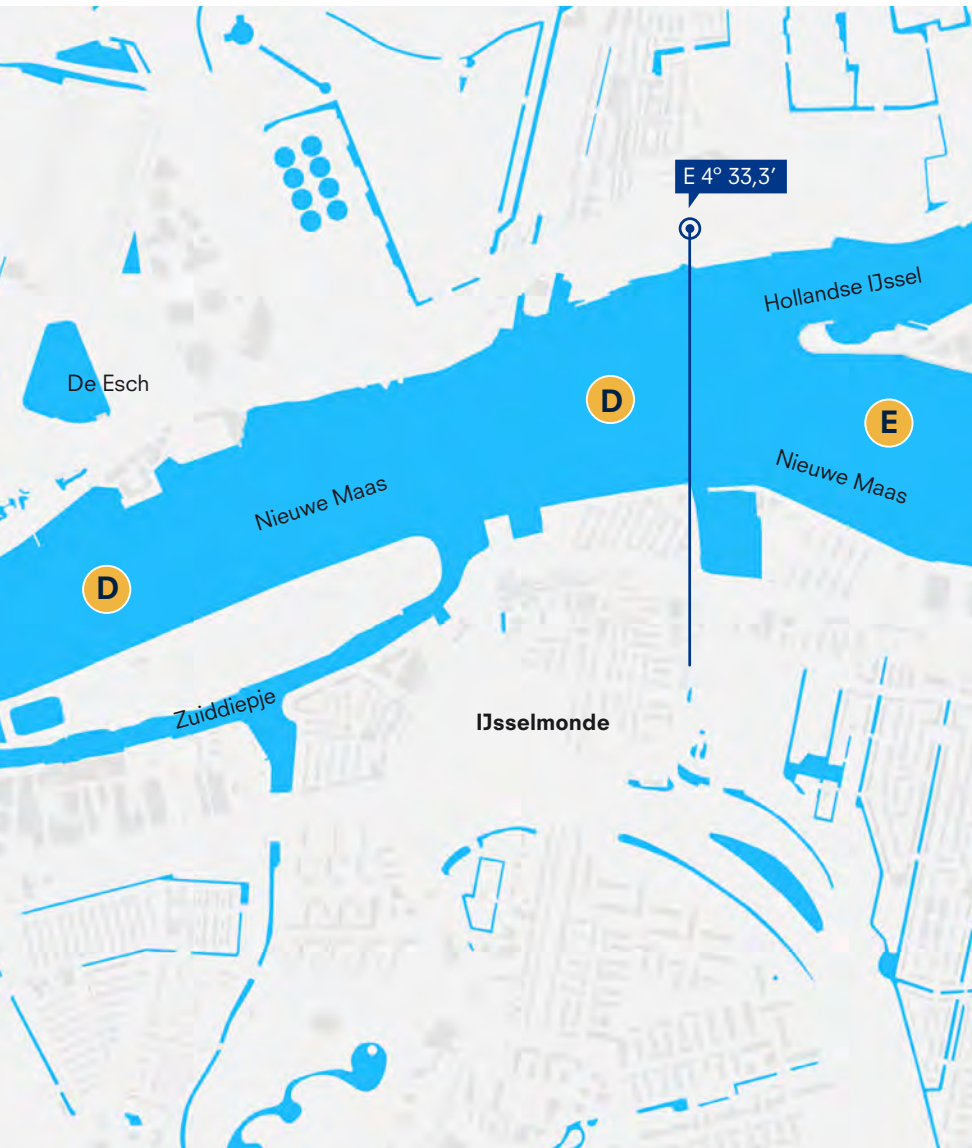 E 4° 33,3′
Hollandse IJssel
De Esch
D
E
Nieuwe Maas
Nieuwe Maas
D
Zuiddiepje
IJsselmonde